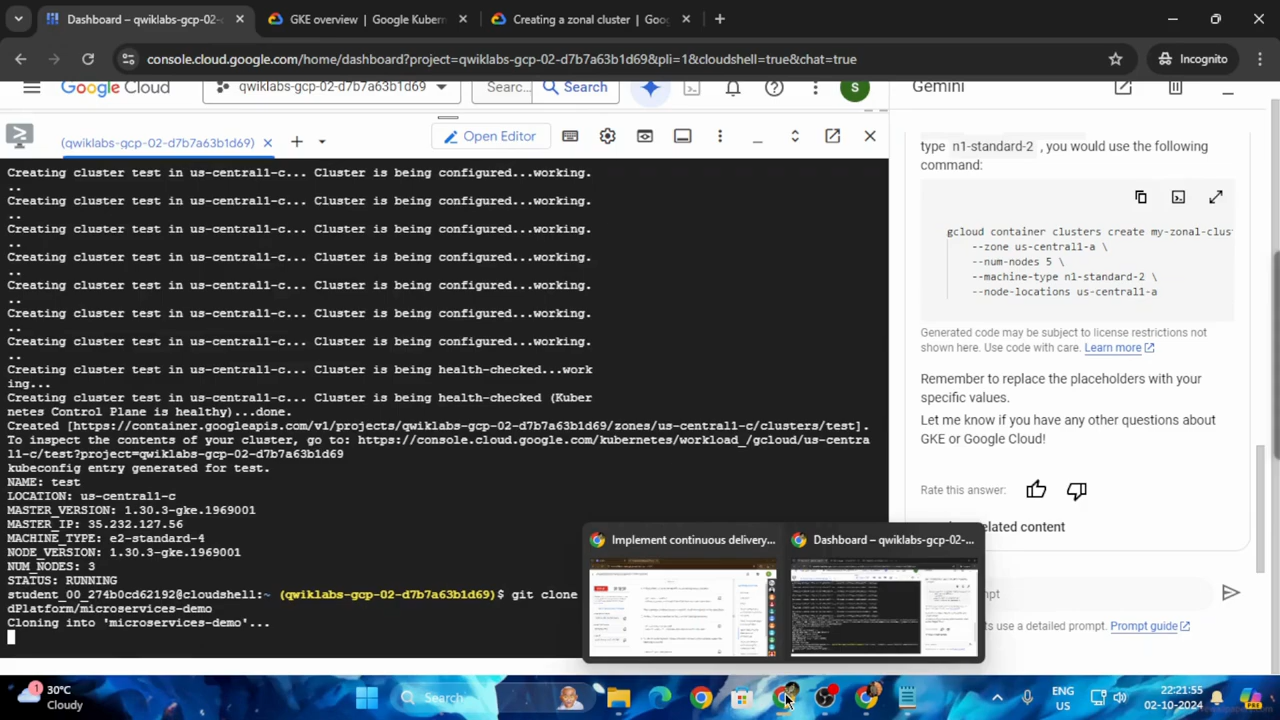 Dashboard – qwiklabs-gcp-02-
GKE overview | Google Kubern
Creating a zonal cluster | Goog
console.cloud.google.com/home/dashboard?project=qwiklabs-gcp-02-d7b7a63b1d69&pli=1&cloudshell=true&chat=true
Incognito
Google Cloud
qwiklabs-gcp-02-d7b7a63b1d69
Searc...
Search
S
Gemini
(qwiklabs-gcp-02-d7b7a63b1d69)
Open Editor
Creating cluster test in us-central1-c... Cluster is being configured...working.
..
Creating cluster test in us-central1-c... Cluster is being configured...working.
..
Creating cluster test in us-central1-c... Cluster is being configured...working.
..
Creating cluster test in us-central1-c... Cluster is being configured...working.
..
Creating cluster test in us-central1-c... Cluster is being configured...working.
..
Creating cluster test in us-central1-c... Cluster is being configured...working.
..
Creating cluster test in us-central1-c... Cluster is being configured...working.
..
Creating cluster test in us-central1-c... Cluster is being health-checked...work
ing...
Creating cluster test in us-central1-c... Cluster is being health-checked (Kuber
netes Control Plane is healthy)...done.
Created [https://container.googleapis.com/v1/projects/qwiklabs-gcp-02-d7b7a63b1d69/zones/us-central1-c/clusters/test].
To inspect the contents of your cluster, go to: https://console.cloud.google.com/kubernetes/workload_/gcloud/us-centra
l1-c/test?project=qwiklabs-gcp-02-d7b7a63b1d69
kubeconfig entry generated for test.
NAME: test
LOCATION: us-central1-c
MASTER_VERSION: 1.30.3-gke.1969001
MASTER_IP: 35.232.127.56
MACHINE_TYPE: e2-standard-4
NODE_VERSION: 1.30.3-gke.1969001
NUM_NODES: 3
STATUS: RUNNING
(qwiklabs-gcp-02-d7b7a63b1d69)$ git
dPlatform/microservices-demo
Cloning into 'microservices-demo'...
type n1-standard-2 , you would use the following
command:
gcloud container clusters create my-zonal-clus
--zone us-central1-a \
--num-nodes 5 \
--machine-type n1-standard-2 \
--node-locations us-central1-a
Generated code may be subject to license restrictions not
shown here. Use code with care. Learn more
Remember to replace the placeholders with your
specific values.
Let me know if you have any other questions about
GKE or Google Cloud!
Rate this answer:
elated content
mpt
ts use a detailed prompt. Prompt guide
Implement continuous delivery...
Dashboard – qwiklabs-gcp-02-...
1
30°C
Cloudy
Search
ENG
US
22:21:55
02-10-2024
PRE